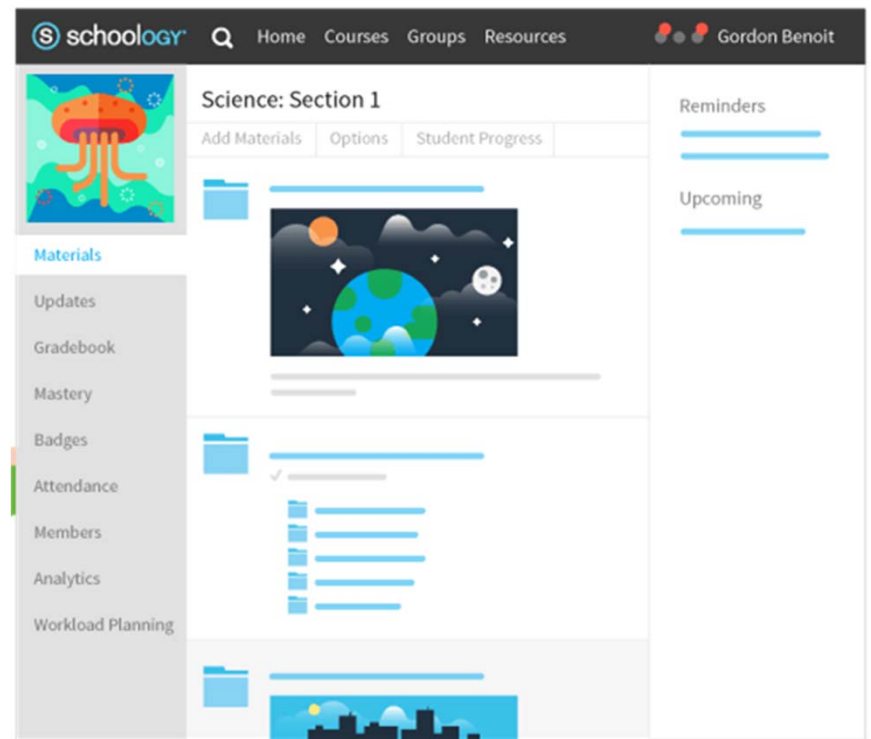 schoology Home Courses Groups Resources Gordon Benoit
Science: Section 1
Add Materials Options Student Progress
Materials
Updates
Gradebook
Mastery
Badges
Attendance
Members
Analytics
Workload Planning
Reminders
Upcoming